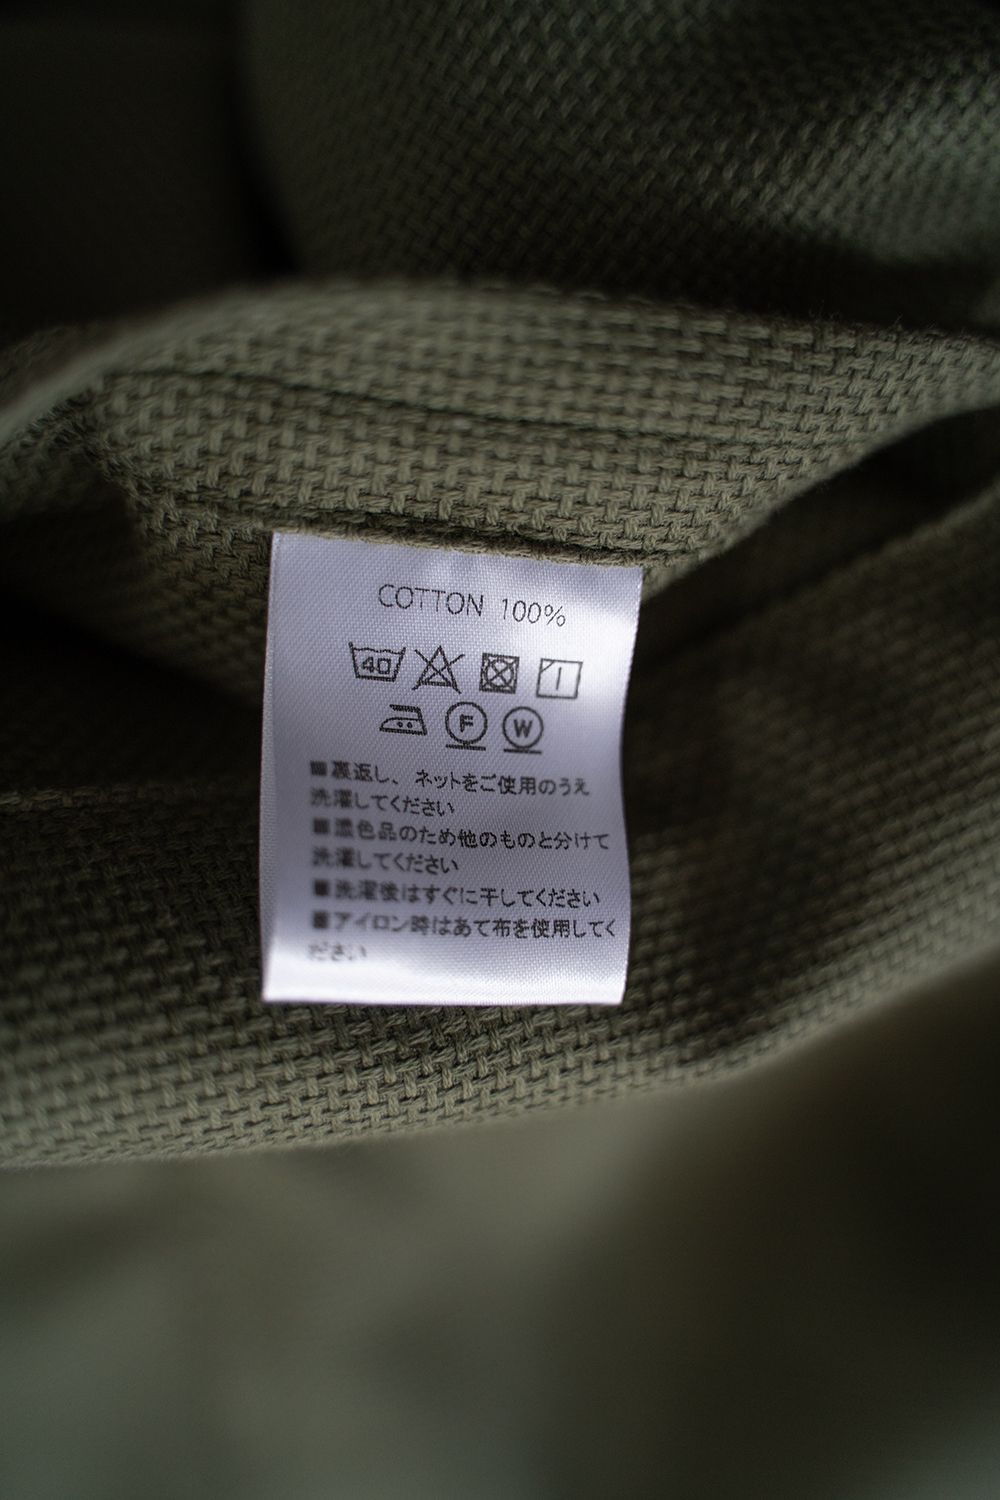 COTTON 100%
40
F W
■裏返し、ネットをご使用のうえ
洗濯してください
■濃色品のため他のものと分けて
洗濯してください
■洗濯後はすぐに干してください
■アイロン時はあて布を使用してく
ださい